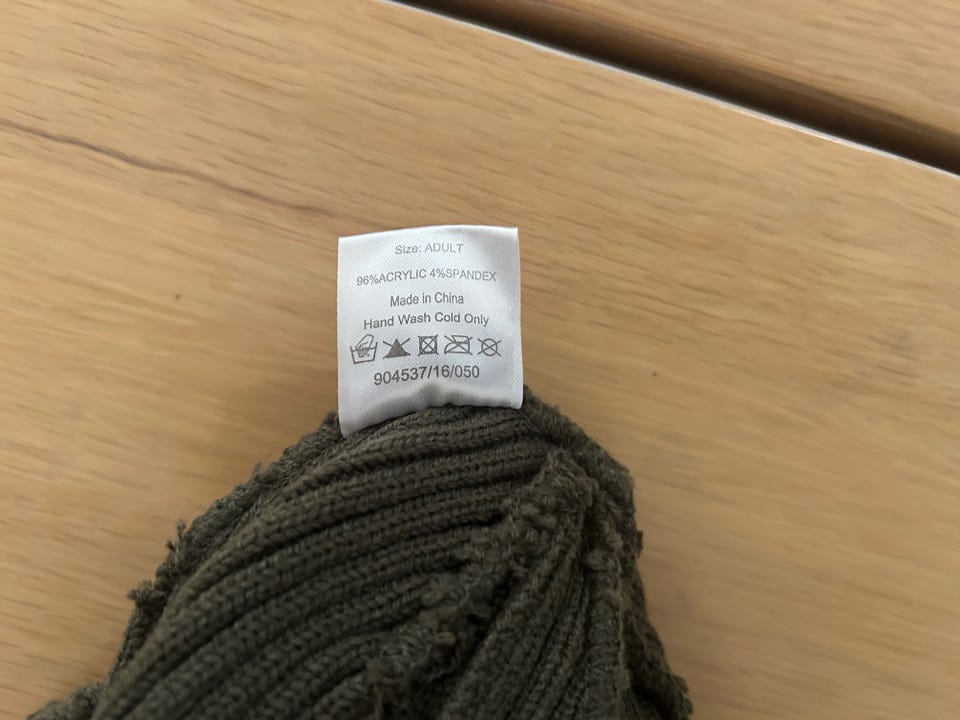 Size: ADULT
96%ACRYLIC 4%SPANDEX
Made in China
Hand Wash Cold Only
904537/16/050